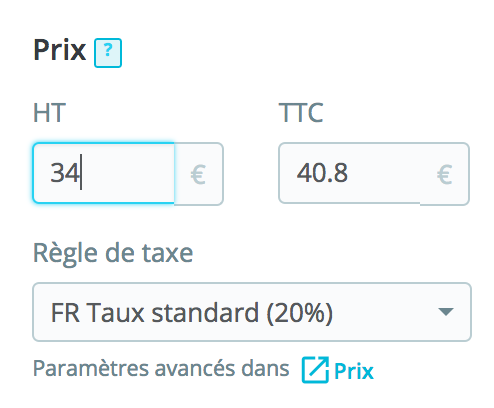 Prix ?
HT TTC
34 € 40.8 €
Règle de taxe
FR Taux standard (20%)
Paramètres avancés dans Prix